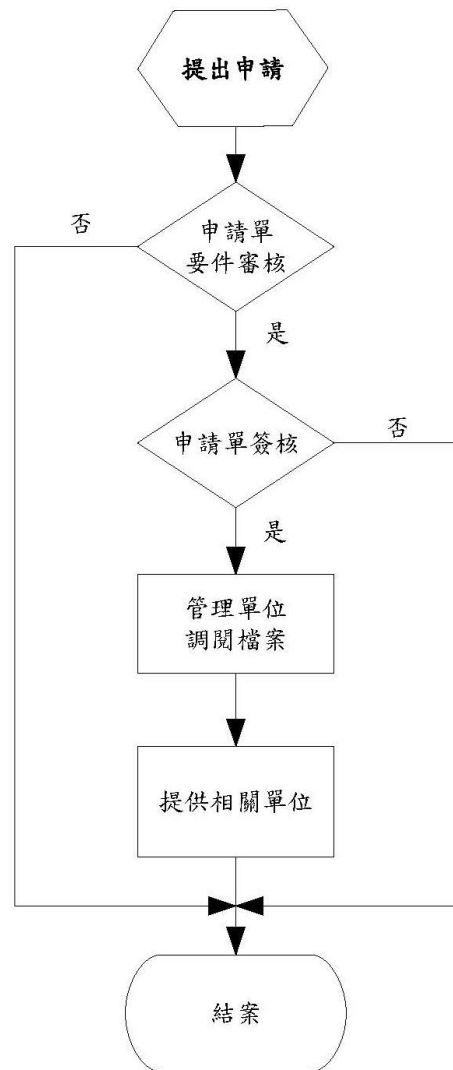 提出申請
否
申請單
要件審核
是
申請單簽核
否
是
管理單位
調閱檔案
提供相關單位
結案